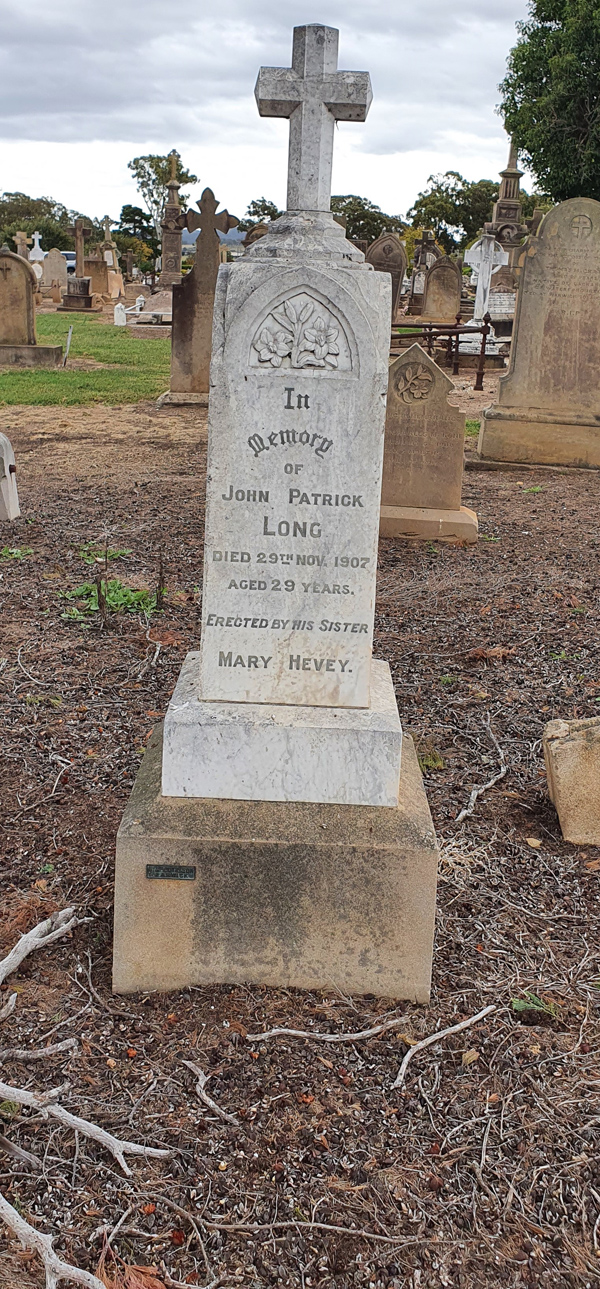 In
Memory
OF
JOHN PATRICK
LONG
DIED 29TH NOV. 1907
AGED 29 YEARS.
ERECTED BY HIS SISTER
MARY HEVEY.